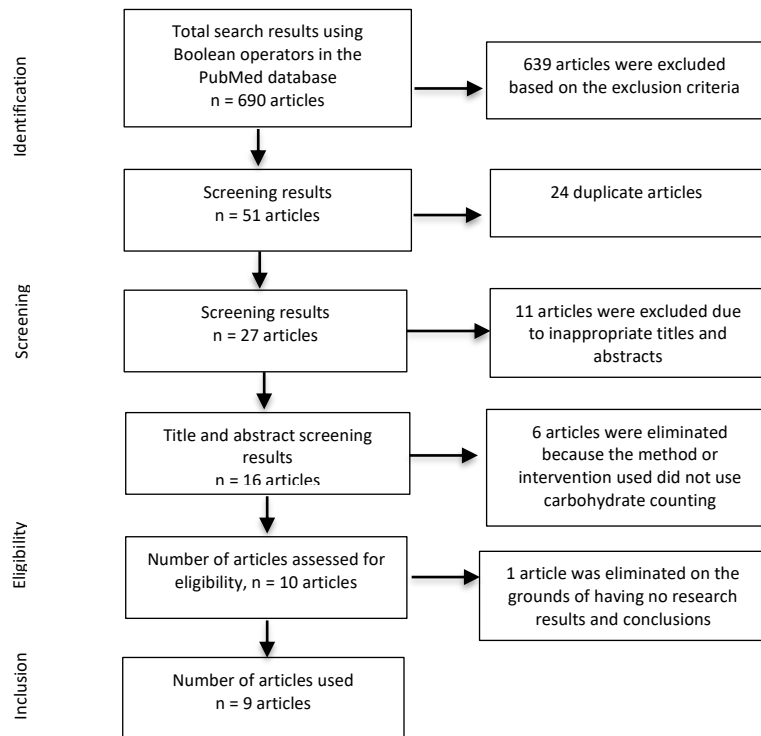 Identification
Total search results using
Boolean operators in the
PubMed database
n = 690 articles
639 articles were excluded
based on the exclusion criteria
Screening results
n = 51 articles
24 duplicate articles
Screening
Screening results
n = 27 articles
11 articles were excluded due
to inappropriate titles and
abstracts
Title and abstract screening
results
n = 16 articles
6 articles were eliminated
because the method or
intervention used did not use
carbohydrate counting
Eligibility
Number of articles assessed for
eligibility, n = 10 articles
1 article was eliminated on the
grounds of having no research
results and conclusions
Inclusion
Number of articles used
n = 9 articles